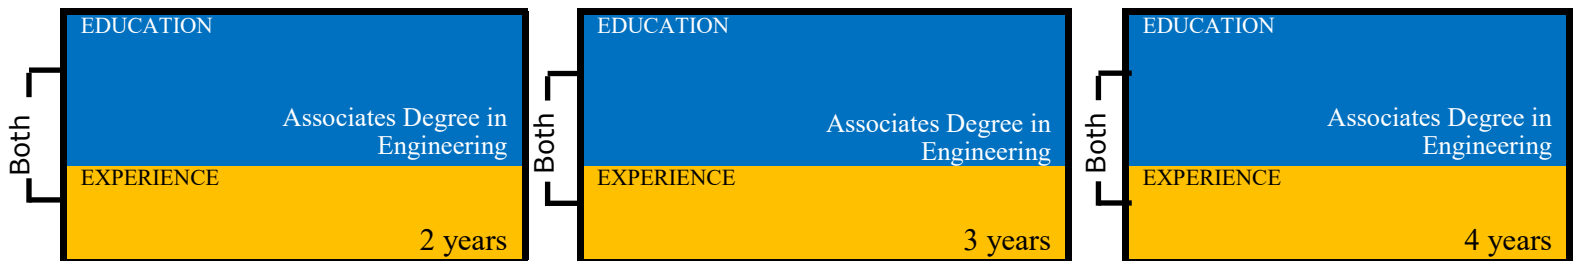 Both
EDUCATION
Associates Degree in
Engineering
EXPERIENCE
2 years
Both
EDUCATION
Associates Degree in
Engineering
EXPERIENCE
3 years
Both
EDUCATION
Associates Degree in
Engineering
EXPERIENCE
4 years